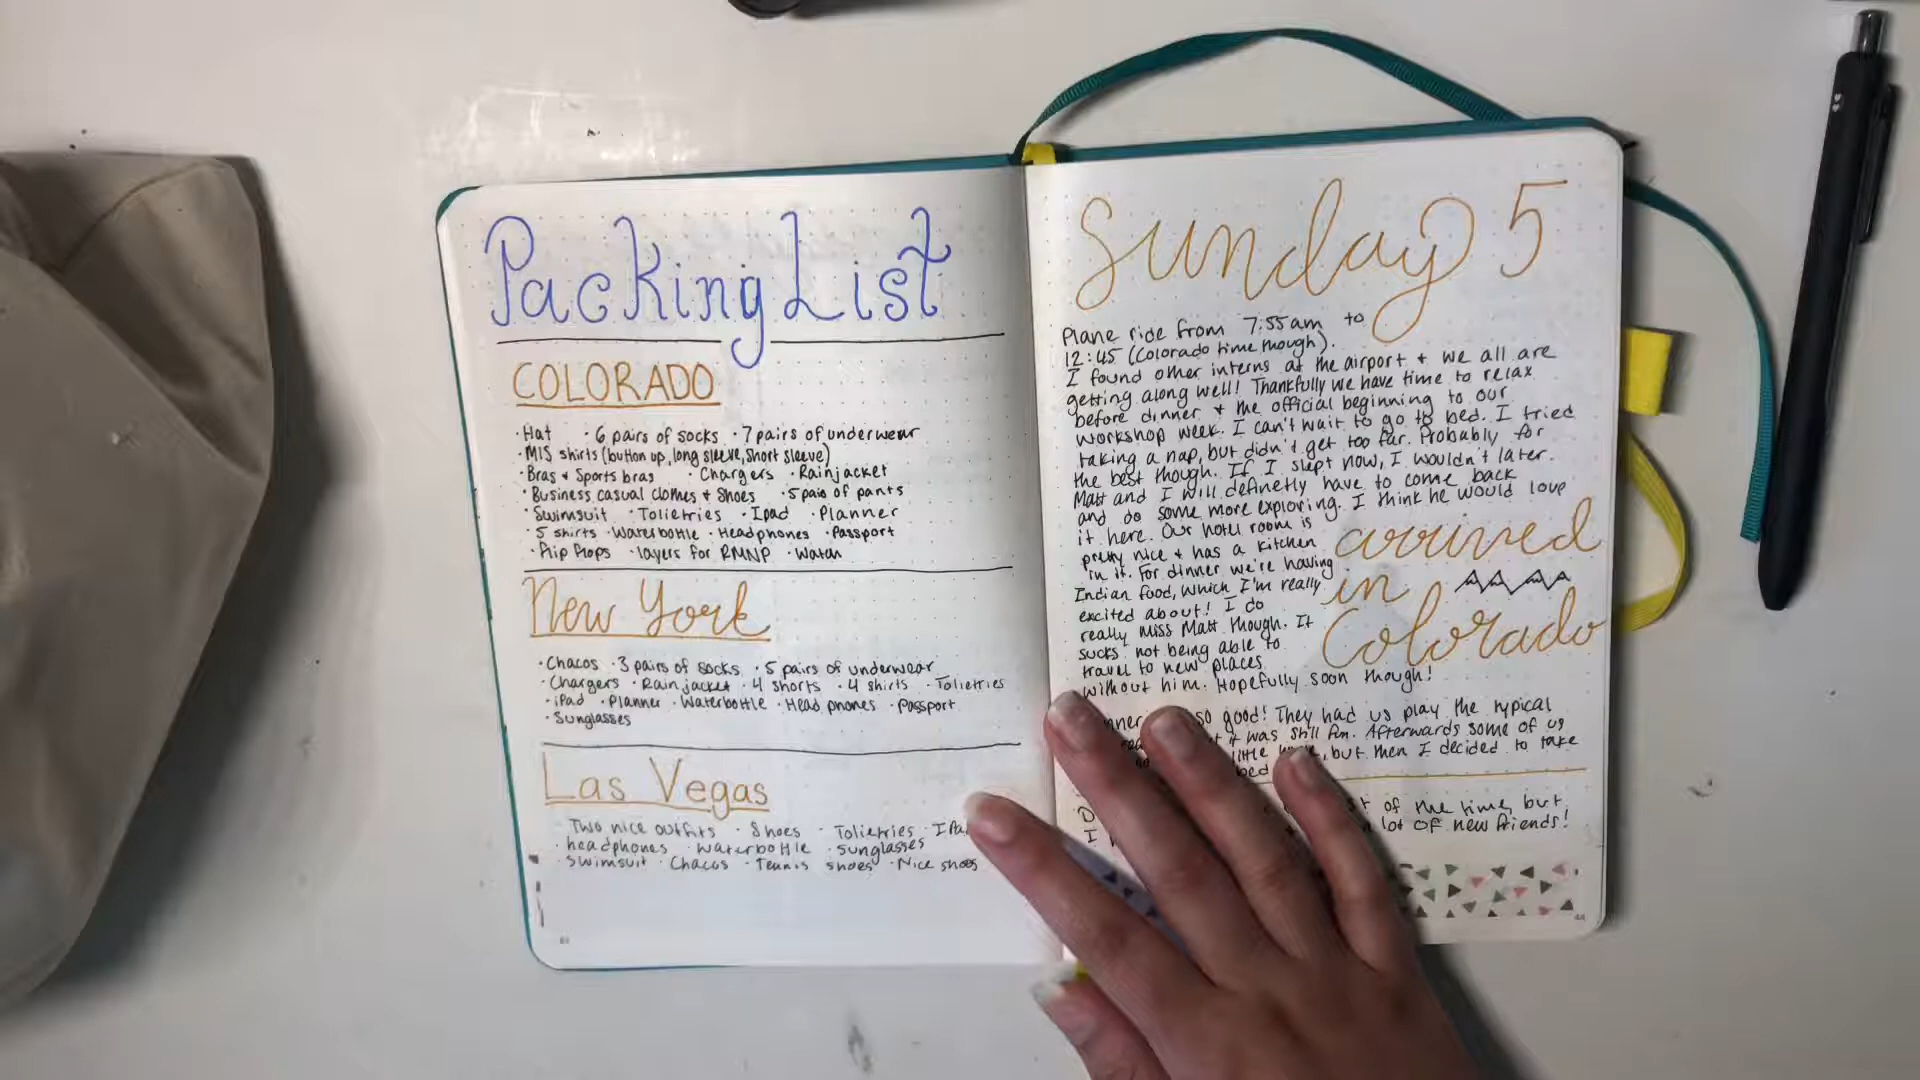 Packing List
COLORADO
· Hat · 6 pairs of socks · 7 pairs of underwear
· MIS shirts (button up, long sleeve, short sleeve)
· Bras + Sports bras · Chargers · Rain jacket
· Business casual clothes + Shoes · 5 pairs of pants
· Swimsuit · Tolietries · Ipad · Planner
· 5 shirts · Waterbottle · Headphones · Passport
· Flip flops · layers for RMNP · Watch
New York
· Chacos · 3 pairs of socks · 5 pairs of underwear
· Chargers · Rain jacket · 4 shorts · 4 shirts · Tolietries
· iPad · Planner · Waterbottle · Head phones · Passport
· Sunglasses
Las Vegas
· Two nice outfits · Shoes · Tolietries
· headphones · waterbottle · sunglasses
· swimsuit · Chacos · Tennis shoes · Nice shoes
Sunday 5
Plane ride from 7:55am to
12:45 (Colorado time though).
I found other interns at the airport + we all are
getting along well! Thankfully we have time to relax
before dinner + the official beginning to our
workshop week. I can't wait to go to bed. I tried
taking a nap, but didn't get too far. Probably for
the best though. If I slept now, I wouldn't later.
Matt and I will definetly have to come back
and do some more exploring. I think he would love
it here. Our hotel room is
pretty nice + has a kitchen
in it. For dinner we're having
Indian food, which I'm really
excited about! I do
really miss Matt though. It
sucks not being able to
travel to new places
without him. Hopefully soon though!
arrived
in
Colorado
so good! They had us play the typical
it was still fun. Afterwards some of us
little, but then I decided to take
bed
of the time, but
lot of new friends!